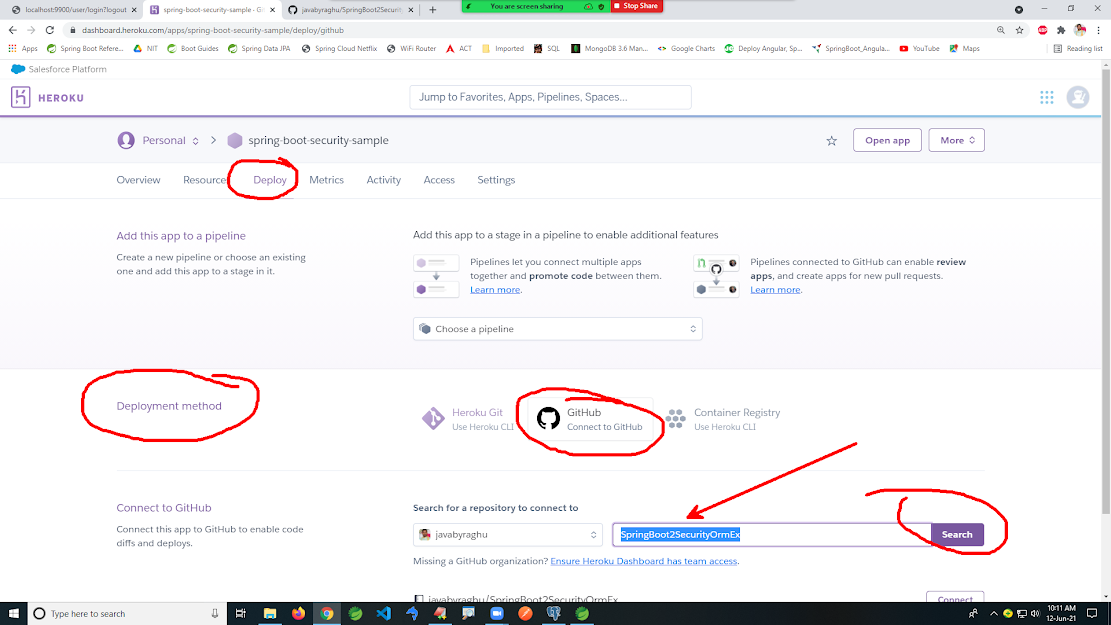 localhost:9900/user/login?logout
spring-boot-security-sample - Gi
javabyraghu/SpringBoot2Security
You are screen sharing
Stop Share
dashboard.heroku.com/apps/spring-boot-security-sample/deploy/github
Apps
Spring Boot Refere...
NIT
Boot Guides
Spring Data JPA
Spring Cloud Netflix
WiFi Router
ACT
Imported
SQL
MongoDB 3.6 Man...
Google Charts
Deploy Angular, Sp...
SpringBoot_Angula...
YouTube
Maps
Reading list
Salesforce Platform
HEROKU
Jump to Favorites, Apps, Pipelines, Spaces...
Personal
spring-boot-security-sample
Open app
More
Overview
Resource
Deploy
Metrics
Activity
Access
Settings
Add this app to a pipeline
Create a new pipeline or choose an existing
one and add this app to a stage in it.
Add this app to a stage in a pipeline to enable additional features
Pipelines let you connect multiple apps
together and promote code between them.
Learn more.
Pipelines connected to GitHub can enable review
apps, and create apps for new pull requests.
Learn more.
Choose a pipeline
Deployment method
Heroku Git
Use Heroku CLI
GitHub
Connect to GitHub
Container Registry
Use Heroku CLI
Connect to GitHub
Connect this app to GitHub to enable code
diffs and deploys.
Search for a repository to connect to
javabyraghu
SpringBoot2SecurityOrmEx
Search
Missing a GitHub organization? Ensure Heroku Dashboard has team access.
javabyraghu/SpringBoot2SecurityOrmEx
Connect
Type here to search
10:11 AM
12-Jun-21